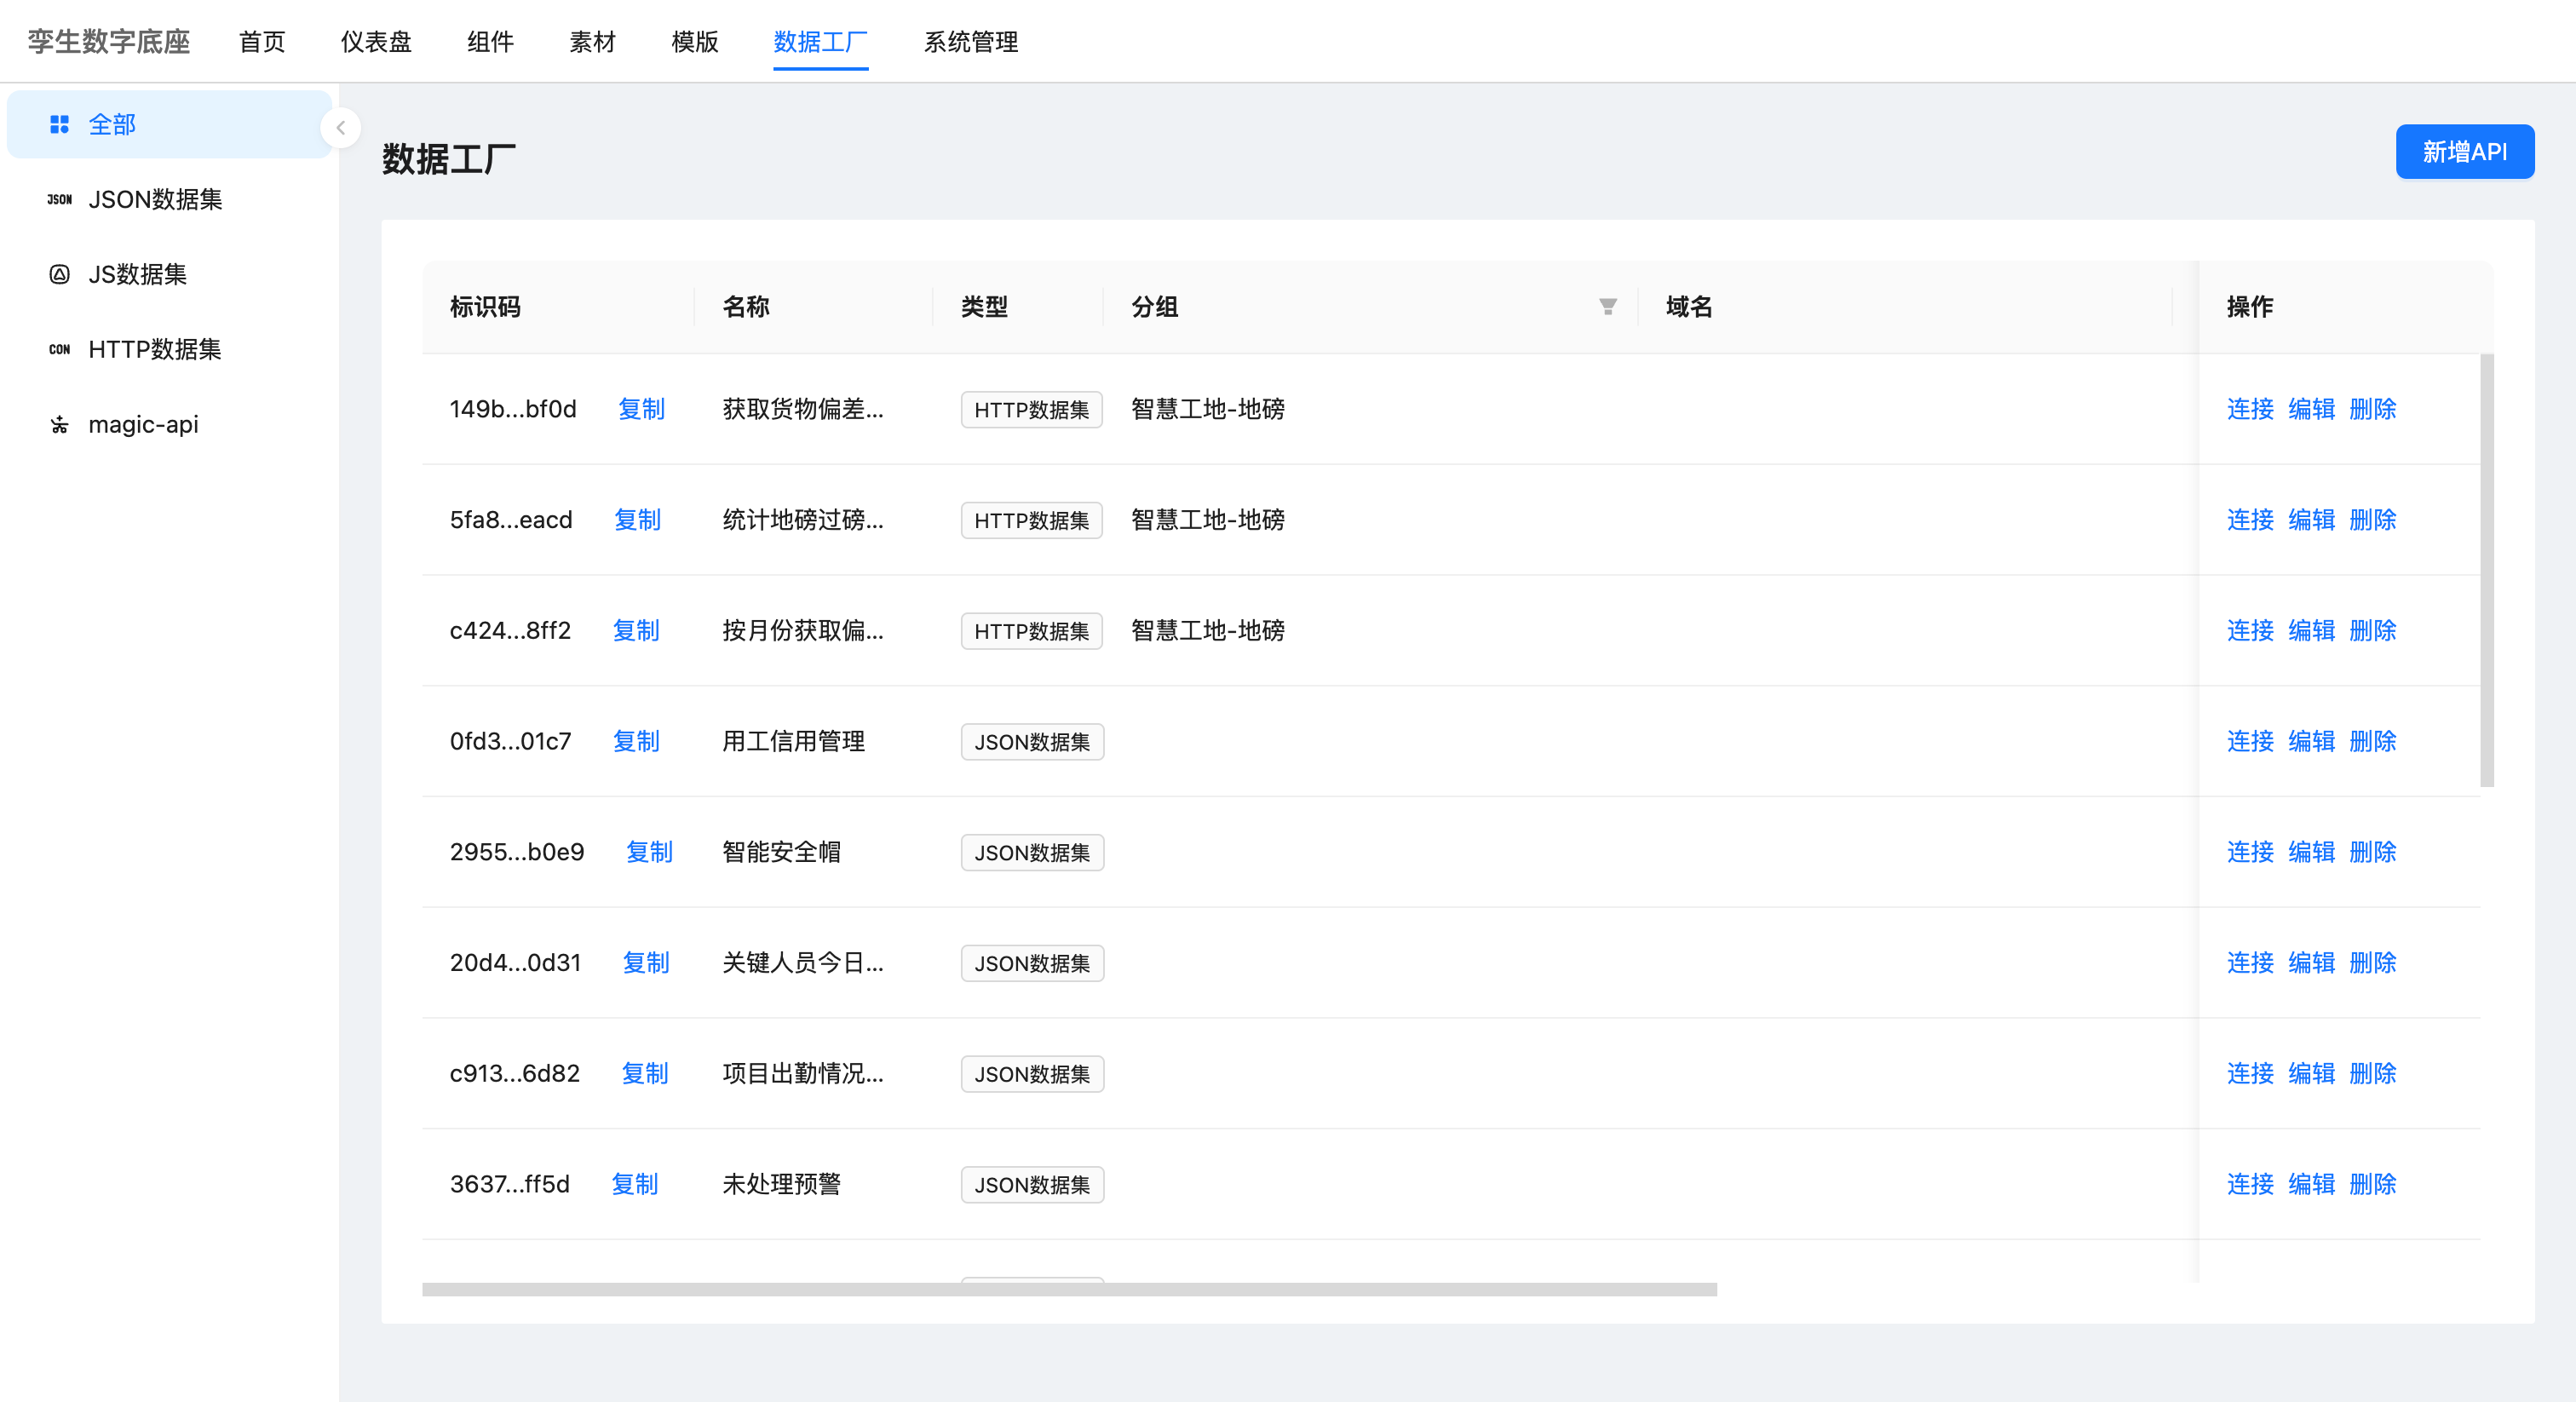 孪生数字底座 首页 仪表盘 组件 素材 模版 数据工厂 系统管理
全部
JSON JSON数据集
JS数据集
CON HTTP数据集
magic-api
数据工厂 新增API
标识码 名称 类型 分组 域名 操作
149b...bf0d 复制 获取货物偏差... HTTP数据集 智慧工地-地磅 连接 编辑 删除
5fa8...eacd 复制 统计地磅过磅... HTTP数据集 智慧工地-地磅 连接 编辑 删除
c424...8ff2 复制 按月份获取偏... HTTP数据集 智慧工地-地磅 连接 编辑 删除
0fd3...01c7 复制 用工信用管理 JSON数据集 连接 编辑 删除
2955...b0e9 复制 智能安全帽 JSON数据集 连接 编辑 删除
20d4...0d31 复制 关键人员今日... JSON数据集 连接 编辑 删除
c913...6d82 复制 项目出勤情况... JSON数据集 连接 编辑 删除
3637...ff5d 复制 未处理预警 JSON数据集 连接 编辑 删除